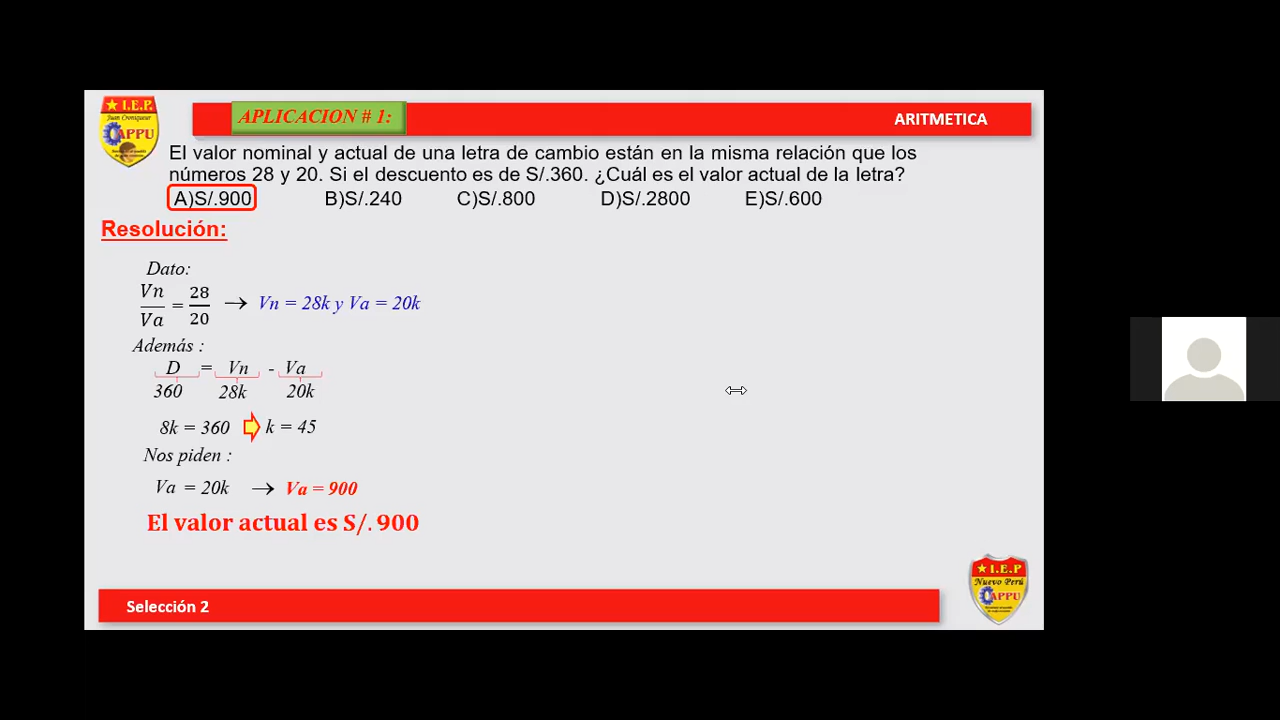 ★ I.E.P.
Juan Croniqueur
CAPPU
APLICACION # 1:
ARITMETICA
El valor nominal y actual de una letra de cambio están en la misma relación que los
números 28 y 20. Si el descuento es de S/.360. ¿Cuál es el valor actual de la letra?
A)S/.900 B)S/.240 C)S/.800 D)S/.2800 E)S/.600
Resolución:
Dato:
Vn/Va = 28/20 → Vn = 28k y Va = 20k
Además :
D = Vn - Va
360 28k 20k
8k = 360 ⇨ k = 45
Nos piden :
Va = 20k → Va = 900
El valor actual es S/. 900
Selección 2
★ I.E.P
Nuevo Perú
CAPPU